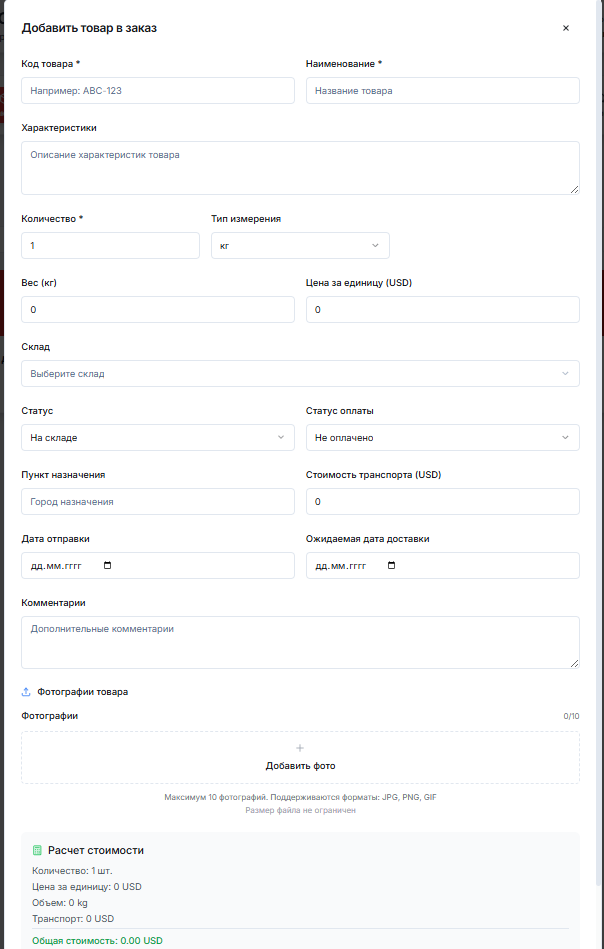 Добавить товар в заказ
Код товара * Наименование *
Например: ABC-123 Название товара
Характеристики
Описание характеристик товара
Количество * Тип измерения
1 кг
Вес (кг) Цена за единицу (USD)
0 0
Склад
Выберите склад
Статус Статус оплаты
На складе Не оплачено
Пункт назначения Стоимость транспорта (USD)
Город назначения 0
Дата отправки Ожидаемая дата доставки
дд.мм.гггг дд.мм.гггг
Комментарии
Дополнительные комментарии
Фотографии товара
Фотографии 0/10
Добавить фото
Максимум 10 фотографий. Поддерживаются форматы: JPG, PNG, GIF
Размер файла не ограничен
Расчет стоимости
Количество: 1 шт.
Цена за единицу: 0 USD
Объем: 0 kg
Транспорт: 0 USD
Общая стоимость: 0.00 USD